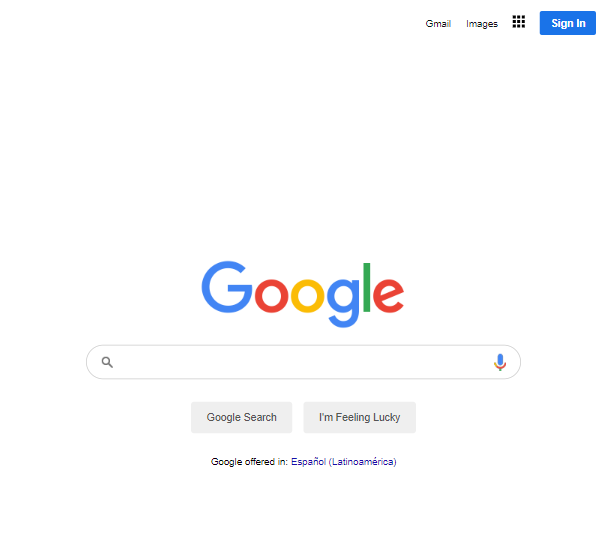 Gmail Images Sign In
Google
Google Search I'm Feeling Lucky
Google offered in: Español (Latinoamérica)